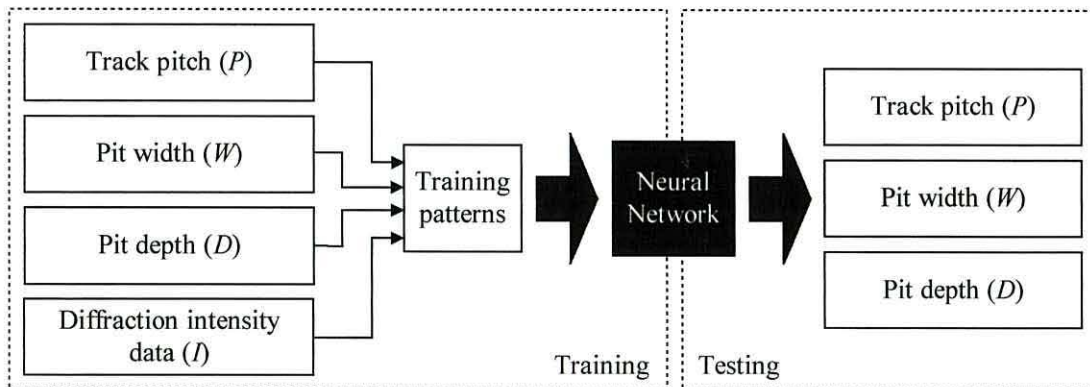 Track pitch (P)
Pit width (W)
Pit depth (D)
Diffraction intensity
data (I)
Training
patterns
Neural
Network
Track pitch (P)
Pit width (W)
Pit depth (D)
Training
Testing